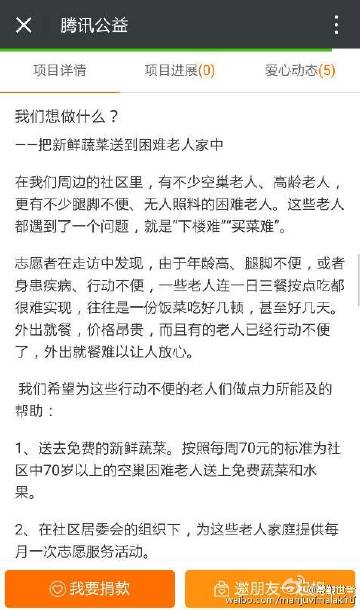 腾讯公益
项目详情 项目进展(0) 爱心动态(5)
我们想做什么？
——把新鲜蔬菜送到困难老人家中
在我们周边的社区里，有不少空巢老人、高龄老人，
更有不少腿脚不便、无人照料的困难老人。这些老人
都遇到了一个问题，就是“下楼难”“买菜难”。
志愿者在走访中发现，由于年龄高、腿脚不便，或者
身患疾病、行动不便，一些老人连一日三餐按点吃都
很难实现，往往是一份饭菜吃好几顿，甚至好几天。
外出就餐，价格昂贵，而且有的老人已经行动不便
了，外出就餐难以让人放心。
我们希望为这些行动不便的老人们做点力所能及的
帮助：
1、送去免费的新鲜蔬菜。按照每周70元的标准为社
区中70岁以上的空巢困难老人送上免费蔬菜和水
果。
2、在社区居委会的组织下，为这些老人家庭提供每
月一次志愿服务活动。
我要捐款
邀朋友一起捐